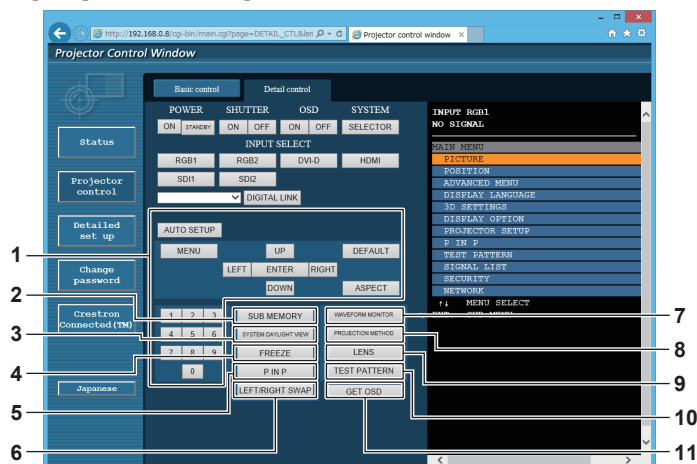 http://192.168.0.8/cgi-bin/main.cgi?page=DETAIL_CTL&lan
Projector control window
Projector Control Window
Basic control
Detail control
POWER SHUTTER OSD SYSTEM
ON STANDBY ON OFF ON OFF SELECTOR
INPUT SELECT
RGB1 RGB2 DVI-D HDMI
SDI1 SDI2
DIGITAL LINK
AUTO SETUP
MENU UP DEFAULT
LEFT ENTER RIGHT
DOWN ASPECT
1 2 3 SUB MEMORY WAVEFORM MONITOR
4 5 6 SYSTEM DAYLIGHT VIEW PROJECTION METHOD
7 8 9 FREEZE LENS
0 P IN P TEST PATTERN
LEFT/RIGHT SWAP GET OSD
Status
Projector
control
Detailed
set up
Change
password
Crestron
Connected(TM)
Japanese
INPUT RGB1
NO SIGNAL
MAIN MENU
PICTURE
POSITION
ADVANCED MENU
DISPLAY LANGUAGE
3D SETTINGS
DISPLAY OPTION
PROJECTOR SETUP
P IN P
TEST PATTERN
SIGNAL LIST
SECURITY
NETWORK
↑↓ MENU SELECT
1
2
3
4
5
6
7
8
9
10
11